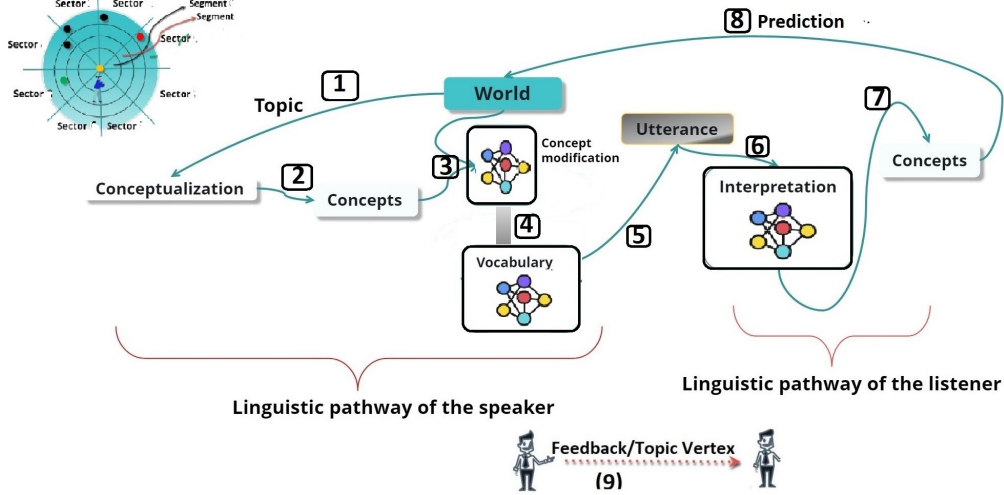 Sector
Sector
Segment
Segment
Sector
Sector
Sector
Sector
Sector
Sector
8 Prediction
1
Topic
World
7
Utterance
Concept
modification
6
3
2
Conceptualization
Concepts
Concepts
Interpretation
4
5
Vocabulary
Linguistic pathway of the listener
Linguistic pathway of the speaker
Feedback/Topic Vertex
(9)